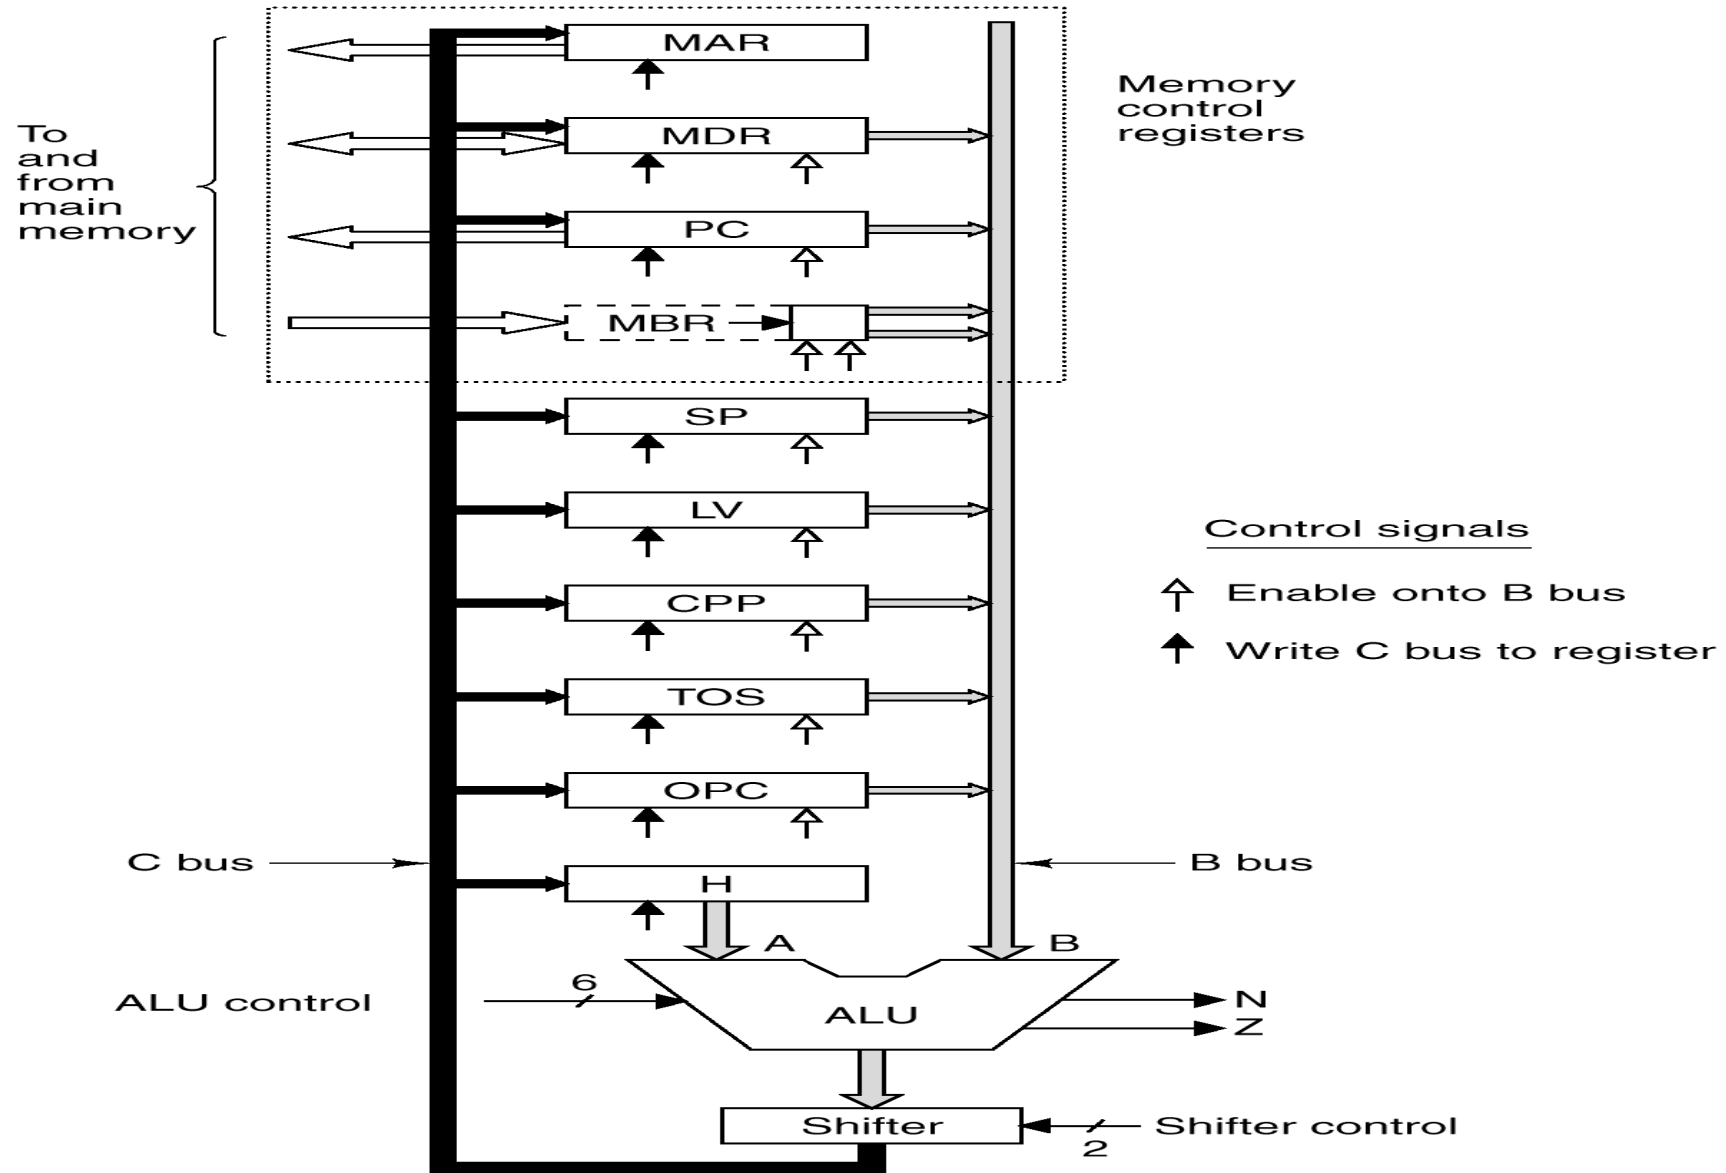 To
and
from
main
memory
MAR
MDR
PC
MBR
Memory
control
registers
SP
LV
CPP
TOS
OPC
H
Control signals
Enable onto B bus
Write C bus to register
C bus
B bus
A
B
ALU control
6
ALU
N
Z
Shifter
2
Shifter control